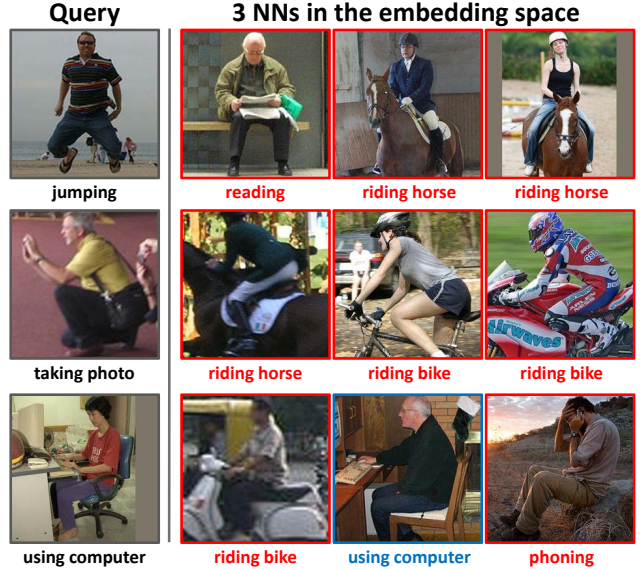 Query
3 NNs in the embedding space
jumping
reading
riding horse
riding horse
airwaves
taking photo
riding horse
riding bike
riding bike
using computer
riding bike
using computer
phoning